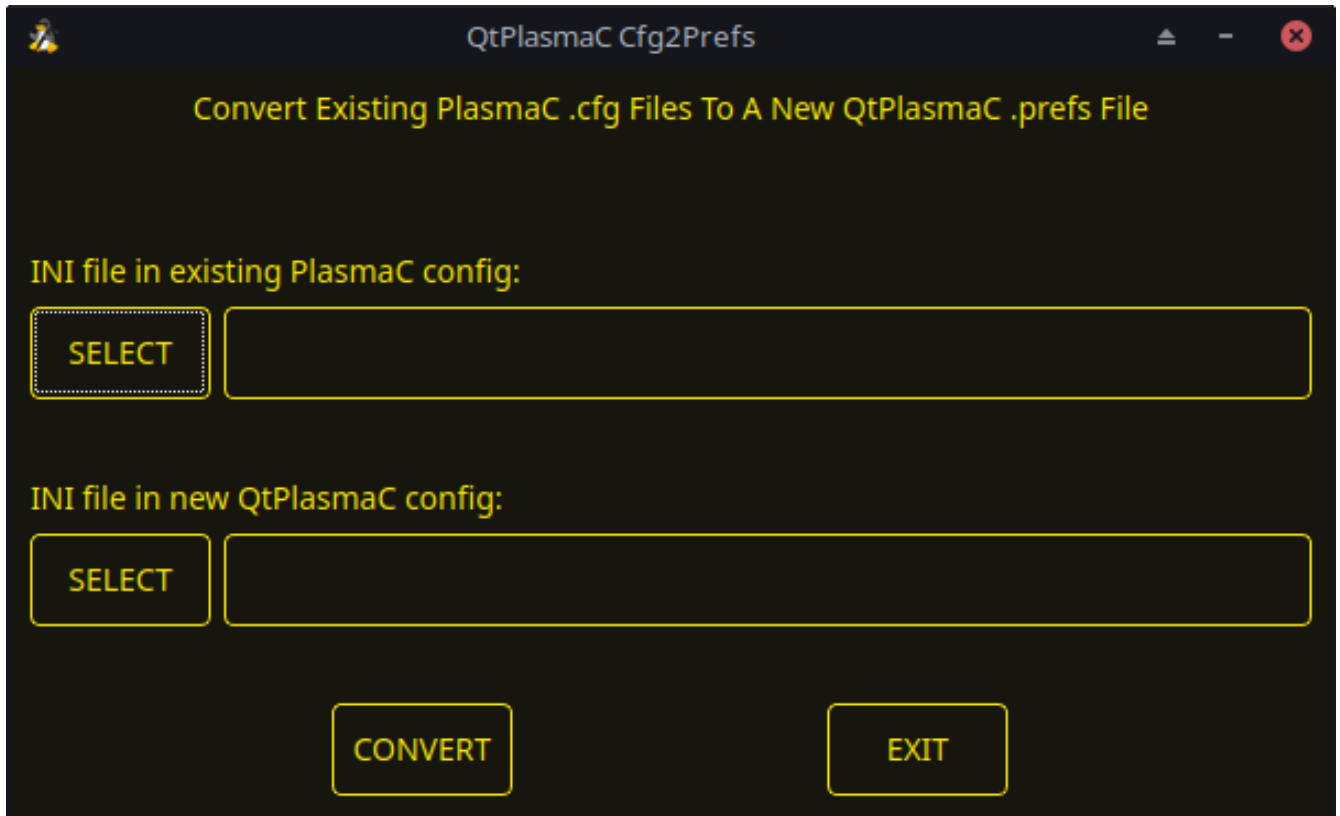 QtPlasmaC Cfg2Prefs
Convert Existing PlasmaC .cfg Files To A New QtPlasmaC .prefs File
INI file in existing PlasmaC config:
SELECT
INI file in new QtPlasmaC config:
SELECT
CONVERT EXIT